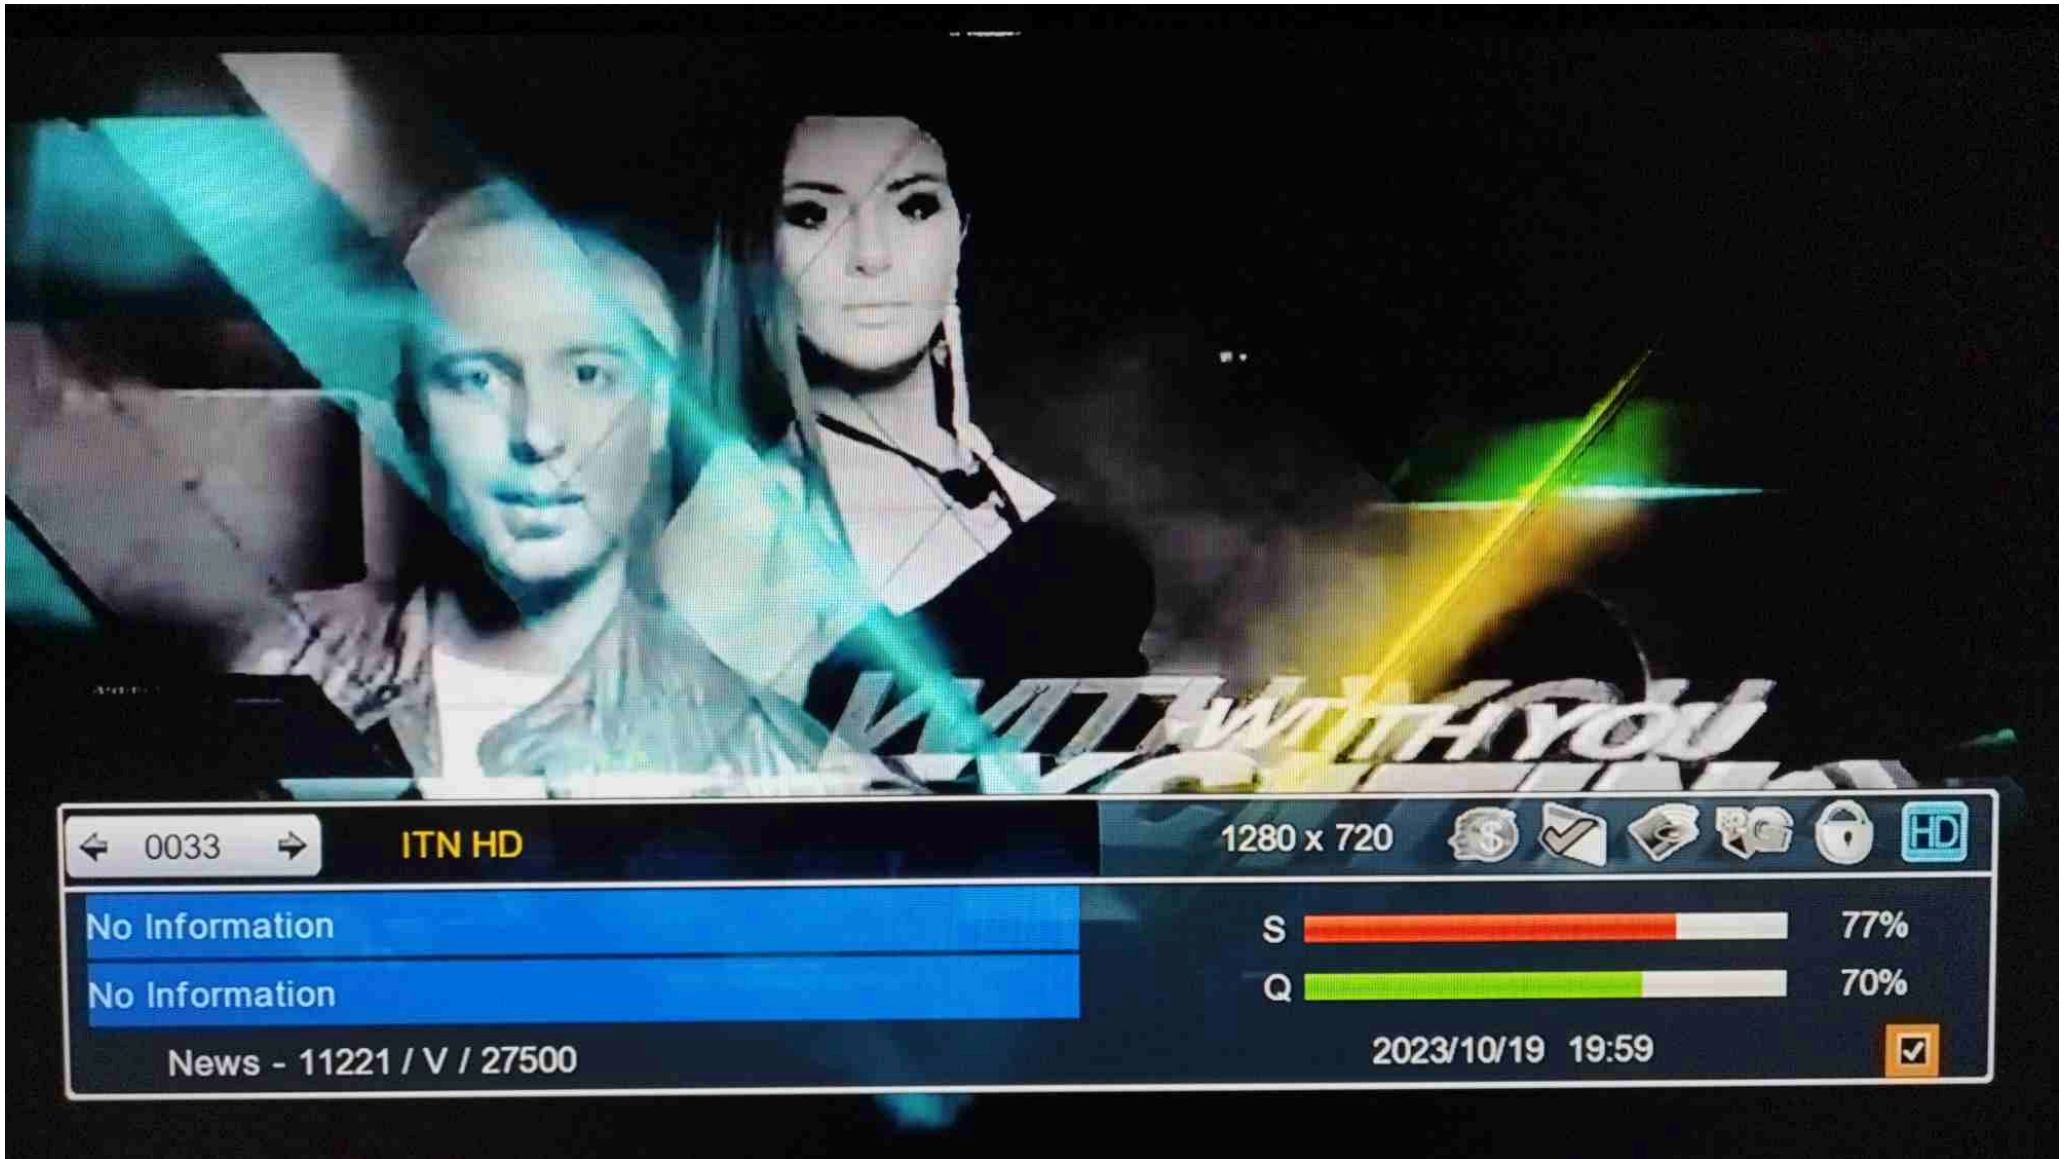 WITH WITH YOU
0033
ITN HD
1280 x 720
HD
No Information
S
77%
No Information
Q
70%
News - 11221 / V / 27500
2023/10/19 19:59